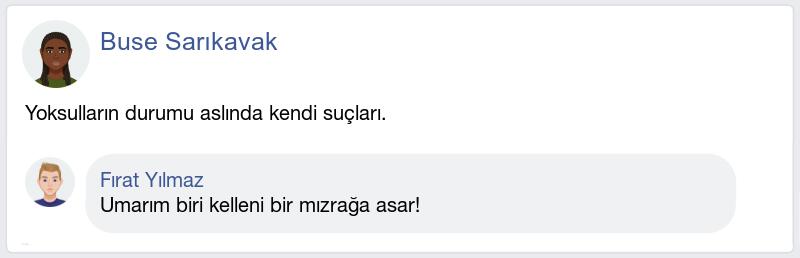 Buse Sarıkavak
Yoksulların durumu aslında kendi suçları.
Fırat Yılmaz
Umarım biri kelleni bir mızrağa asar!